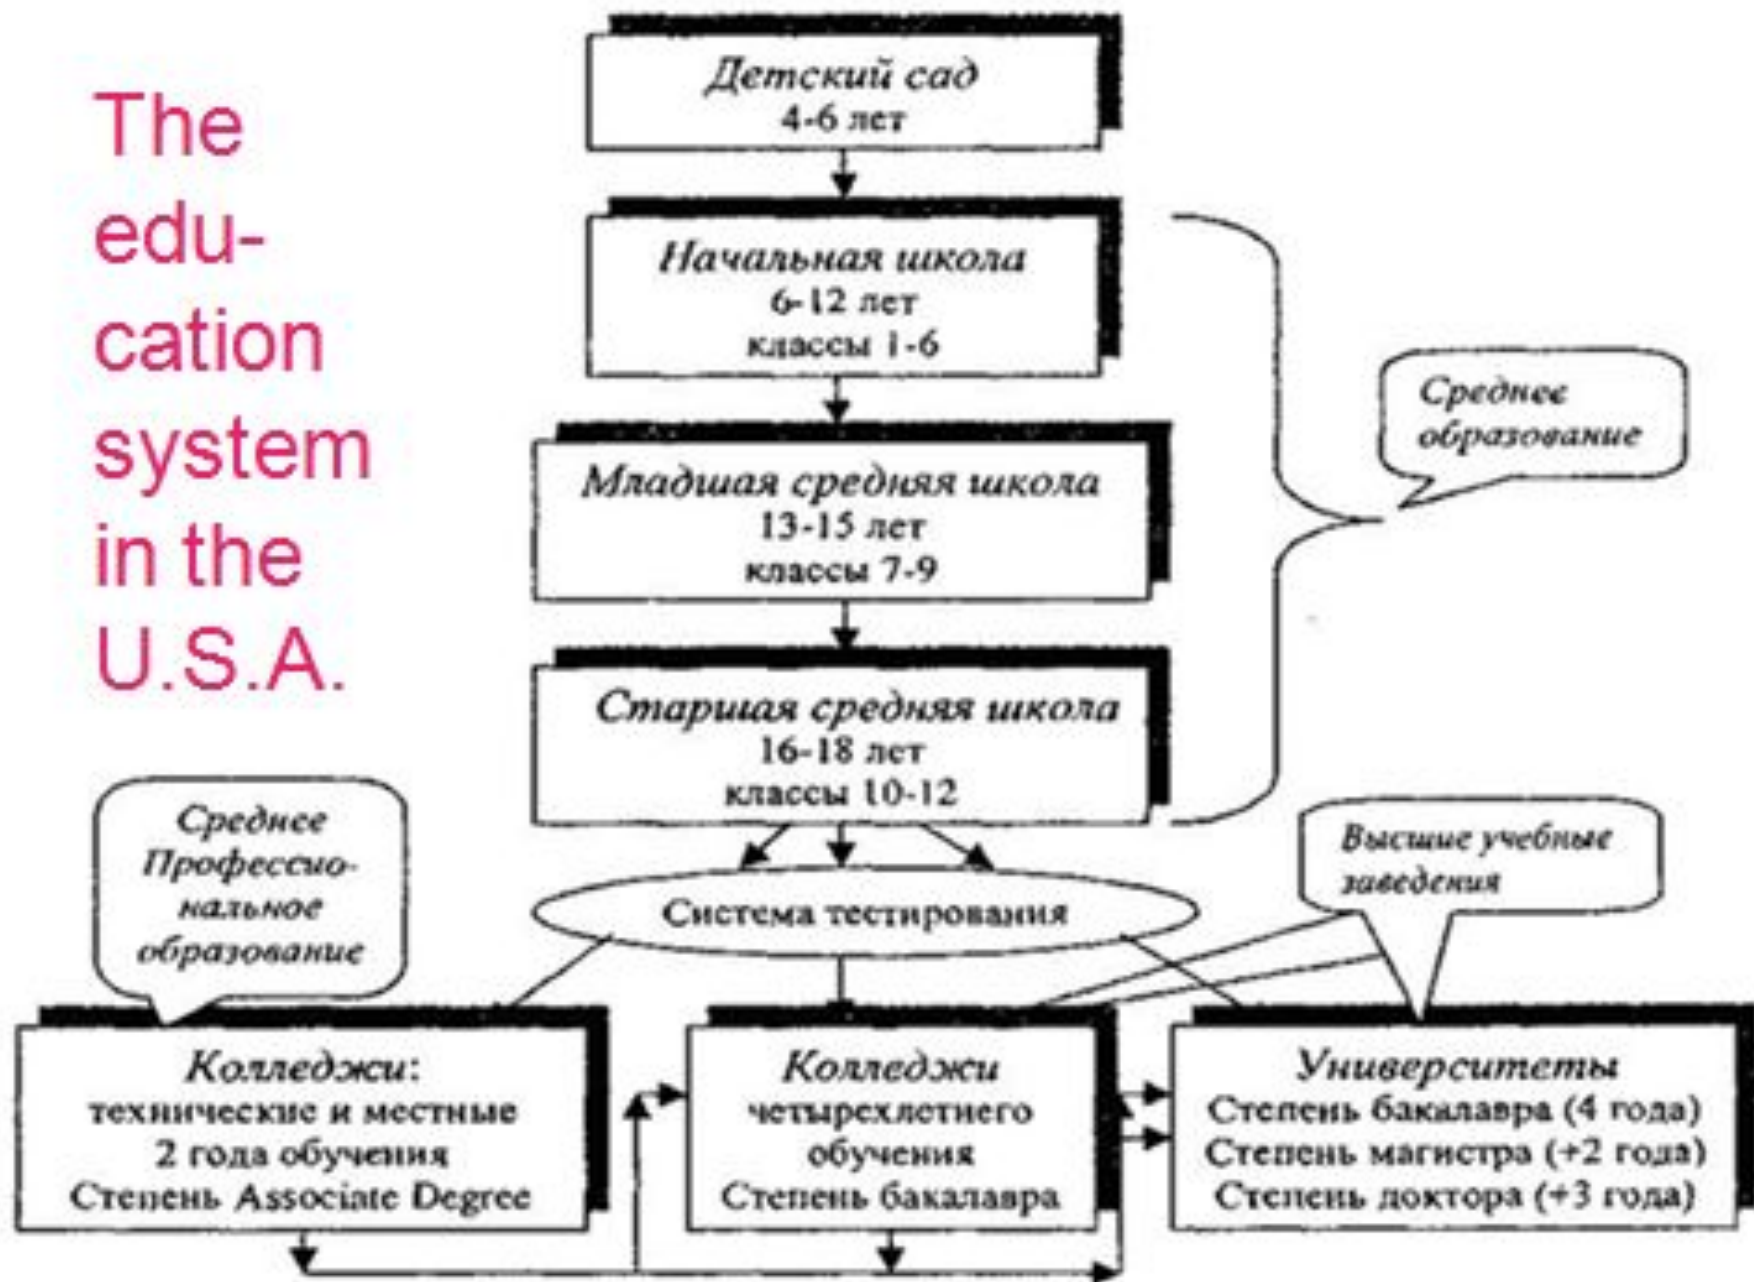 The
edu-
cation
system
in the
U.S.A.
Детский сад
4-6 лет
Начальная школа
6-12 лет
классы 1-6
Среднее
образование
Младшая средняя школа
13-15 лет
классы 7-9
Старшая средняя школа
16-18 лет
классы 10-12
Среднее
Профессио-
нальное
образование
Высшие учебные
заведения
Система тестирования
Колледжи:
технические и местные
2 года обучения
Степень Associate Degree
Колледжи
четырехлетнего
обучения
Степень бакалавра
Университеты
Степень бакалавра (4 года)
Степень магистра (+2 года)
Степень доктора (+3 года)